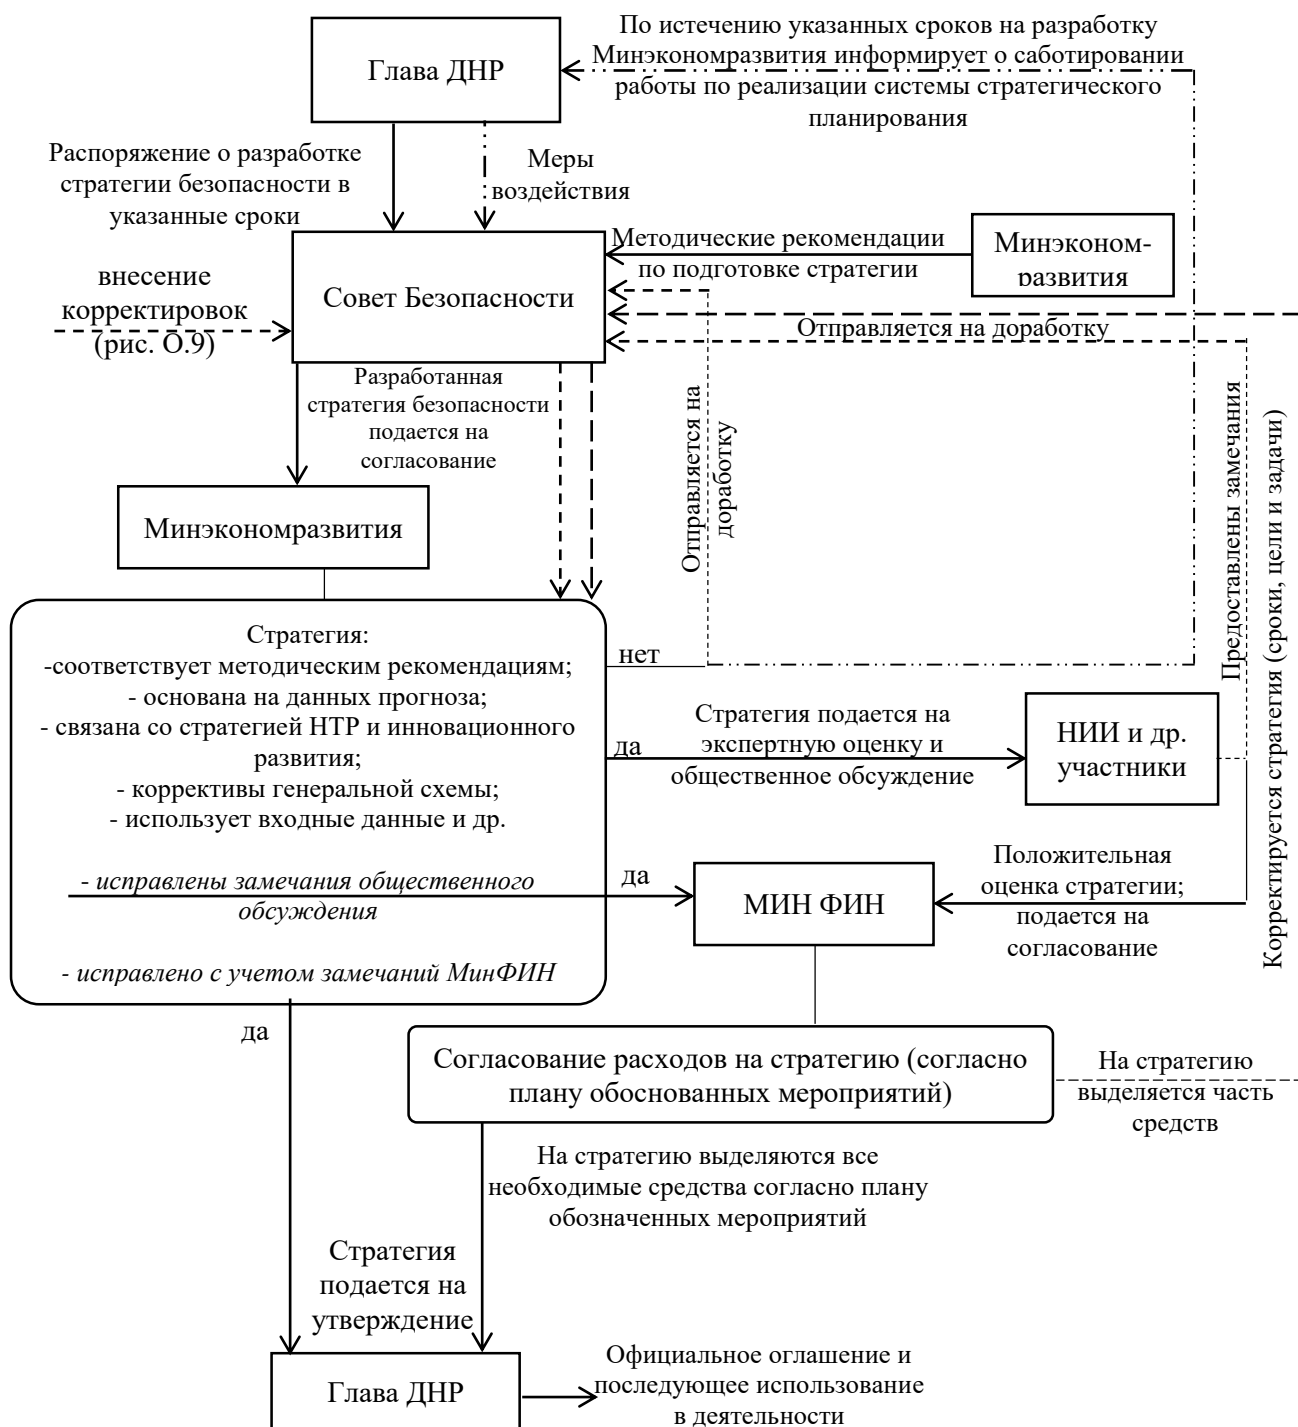 По истечению указанных сроков на разработку
Минэкономразвития информирует о саботировании
работы по реализации системы стратегического
планирования
Глава ДНР
Распоряжение о разработке
стратегии безопасности в
указанные сроки
Меры
воздействия
Методические рекомендации
по подготовке стратегии
Минэконом-
развития
внесение
корректировок
(рис. О.9)
Совет Безопасности
Отправляется на доработку
Разработанная
стратегия безопасности
подается на
согласование
Отправляется на
доработку
Предоставлены замечания
Корректируется стратегия (сроки, цели и задачи)
Минэкономразвития
Стратегия:
-соответствует методическим рекомендациям;
- основана на данных прогноза;
- связана со стратегией НТР и инновационного
развития;
- коррективы генеральной схемы;
- использует входные данные и др.
- исправлены замечания общественного
обсуждения
- исправлено с учетом замечаний МинФИН
нет
да
Стратегия подается на
экспертную оценку и
общественное обсуждение
НИИ и др.
участники
да
МИН ФИН
Положительная
оценка стратегии;
подается на
согласование
да
Согласование расходов на стратегию (согласно
плану обоснованных мероприятий)
На стратегию
выделяется часть
средств
На стратегию выделяются все
необходимые средства согласно плану
обозначенных мероприятий
Стратегия
подается на
утверждение
Глава ДНР
Официальное оглашение и
последующее использование
в деятельности